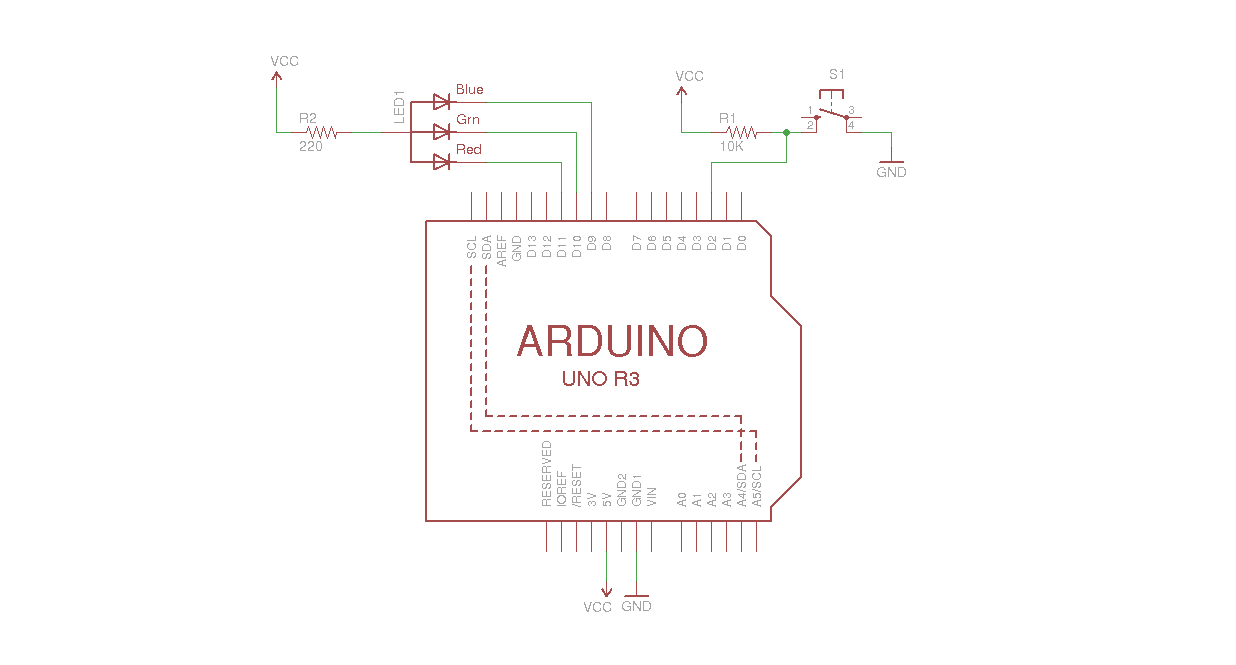 VCC
R2
220
LED1
Blue
Grn
Red
VCC
R1
10K
S1
1
2
3
4
GND
SCL
SDA
AREF
GND
D13
D12
D11
D10
D9
D8
D7
D6
D5
D4
D3
D2
D1
D0
ARDUINO
UNO R3
RESERVED
IOREF
/RESET
3V
5V
GND2
GND1
VIN
A0
A1
A2
A3
A4/SDA
A5/SCL
VCC
GND